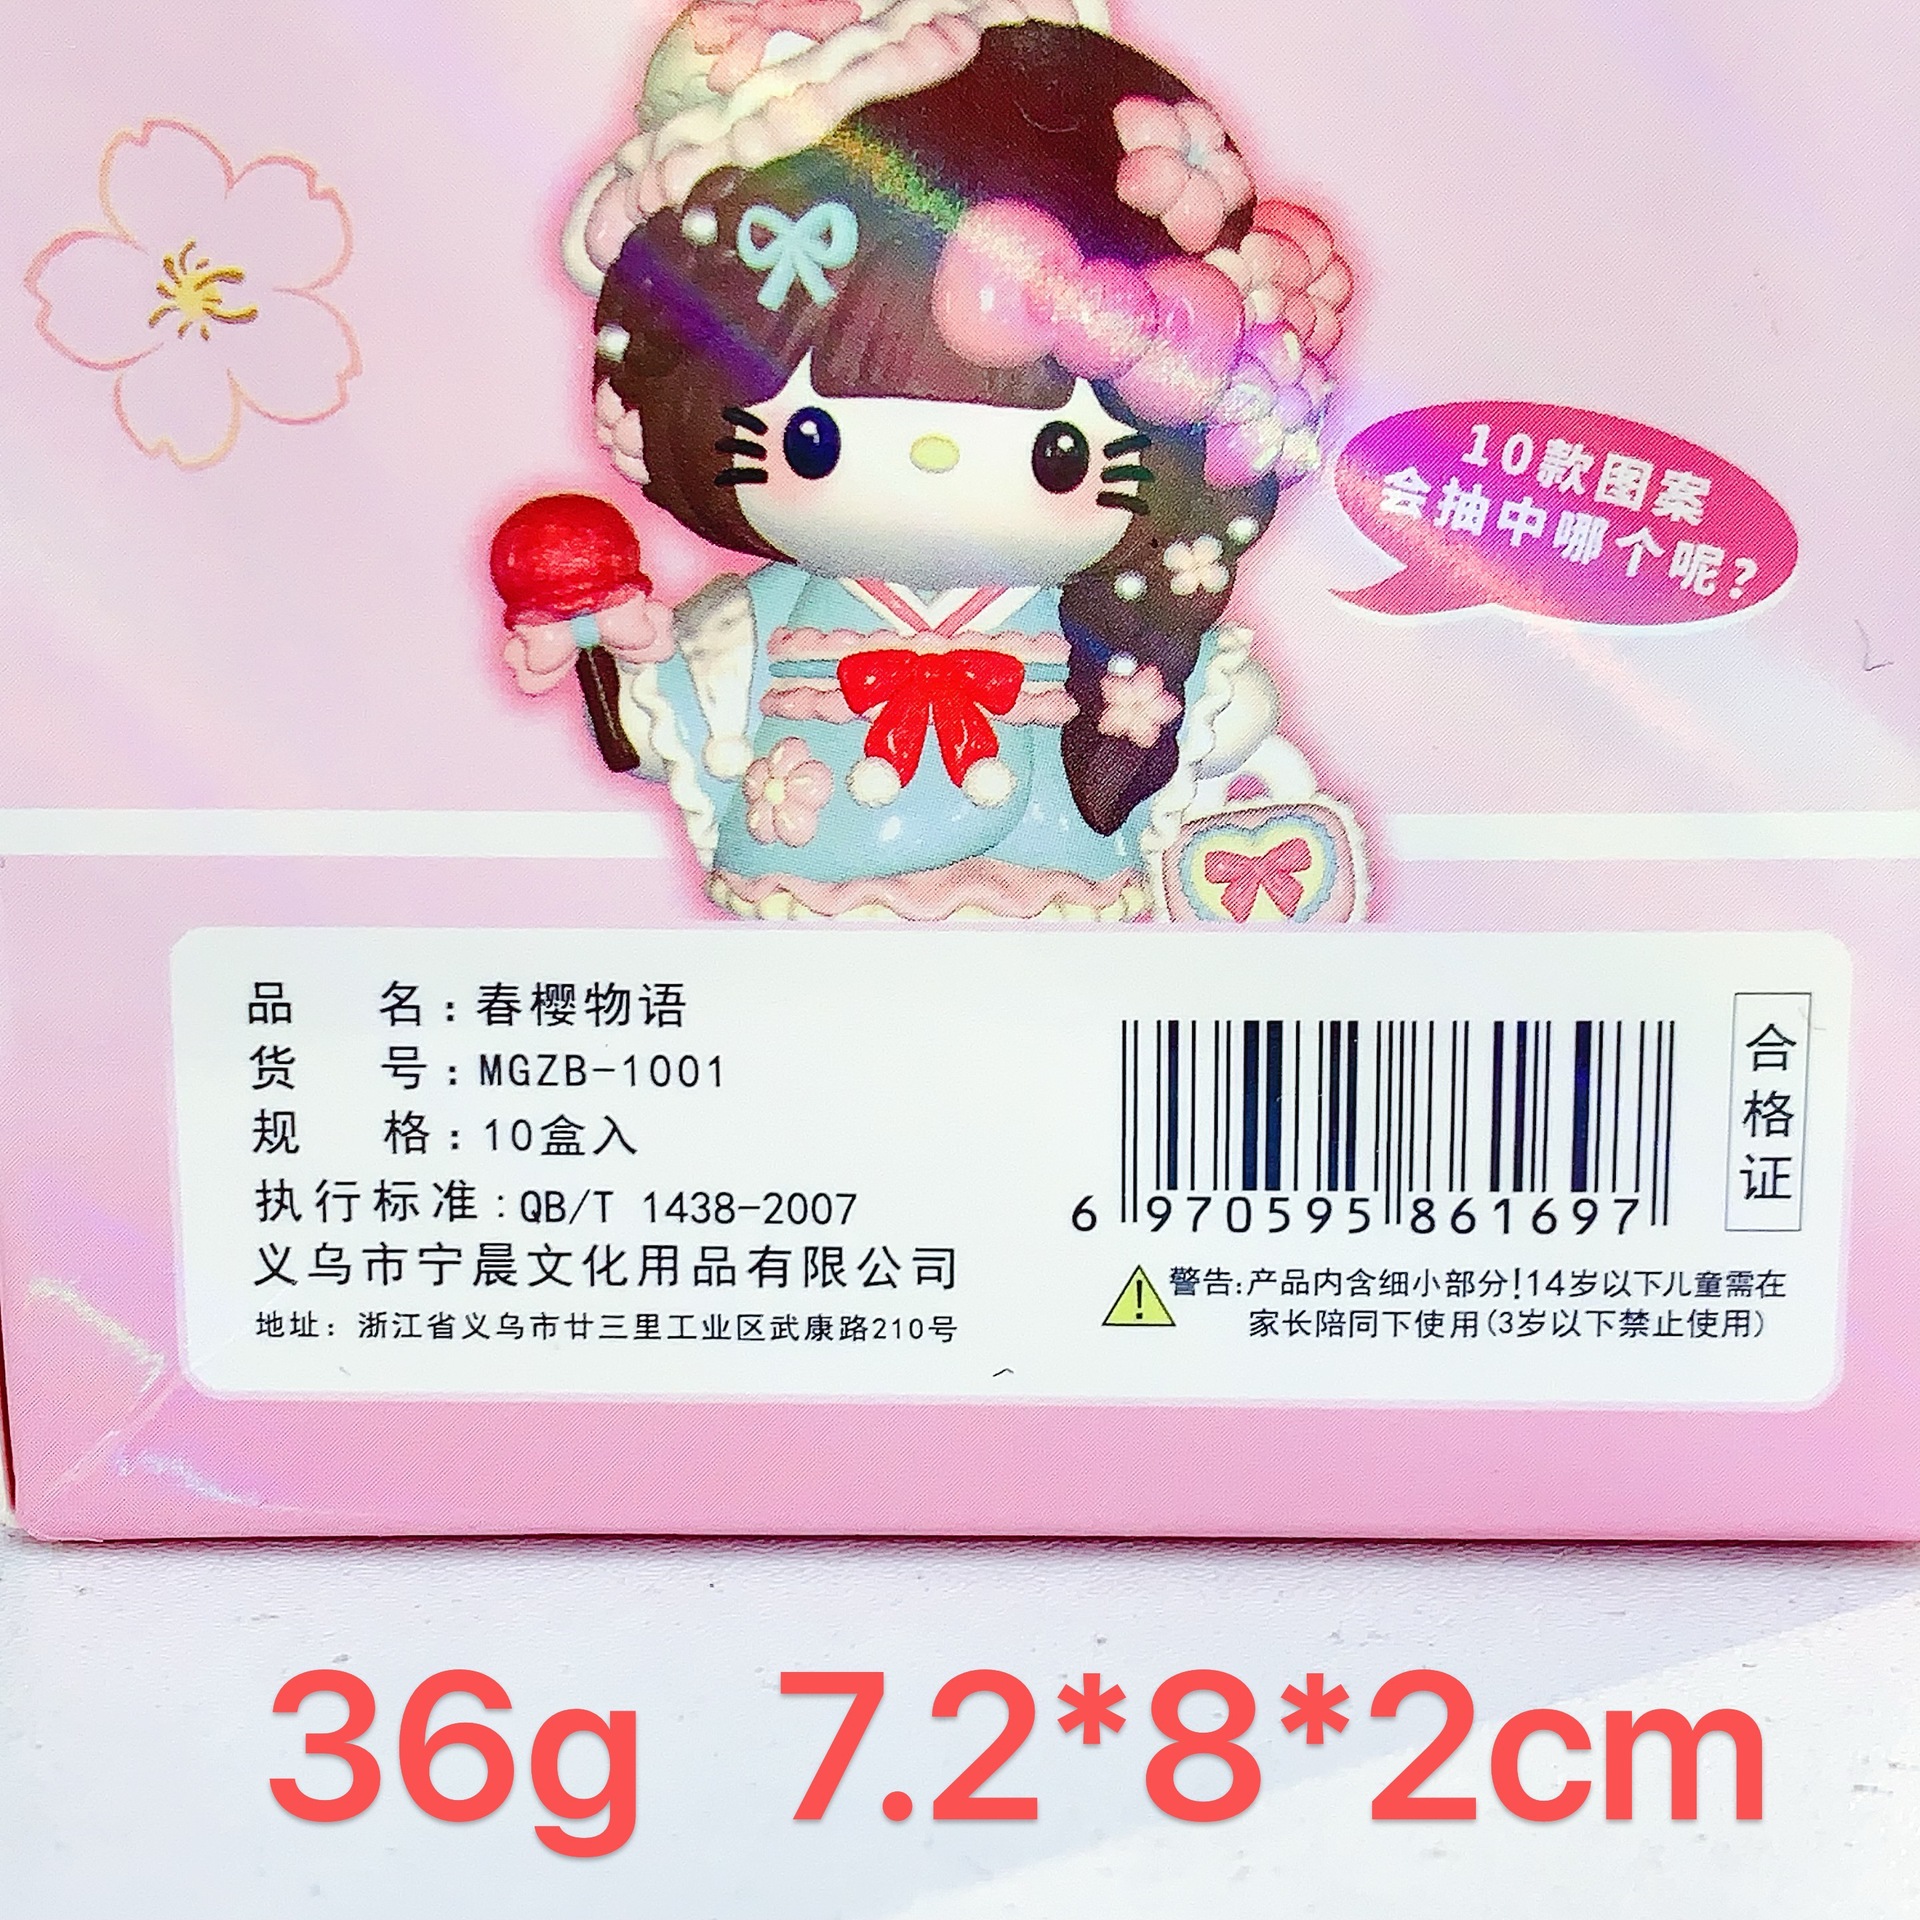 10款图案
会抽中哪个呢？
品 名：春樱物语
货 号：MGZB-1001
规 格：10盒入
执行标准：QB/T 1438-2007
义乌市宁晨文化用品有限公司
地址：浙江省义乌市廿三里工业区武康路210号
6 970595 861697
合格证
警告:产品内含细小部分!14岁以下儿童需在
家长陪同下使用(3岁以下禁止使用)
36g 7.2*8*2cm